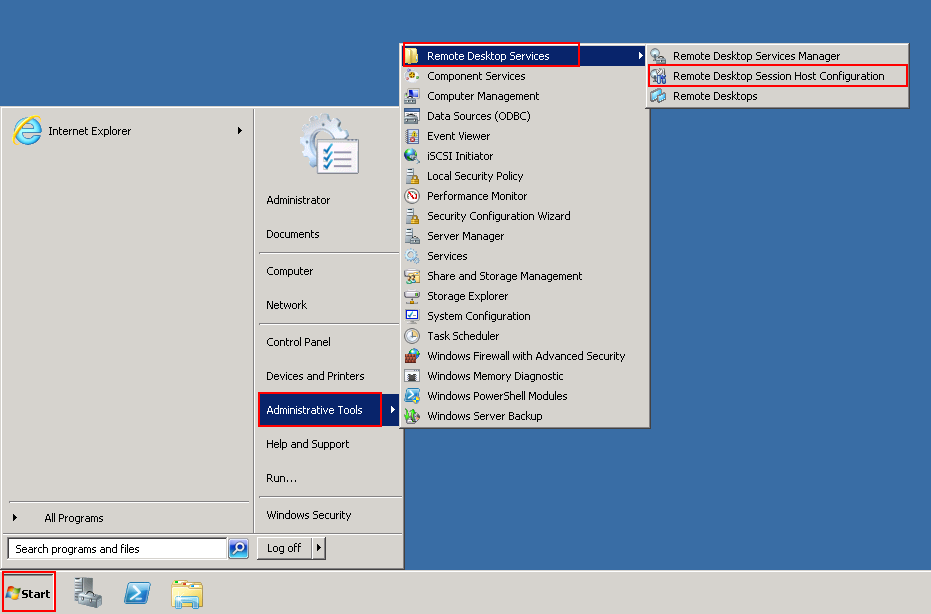 Internet Explorer
All Programs
Search programs and files
Administrator
Documents
Computer
Network
Control Panel
Devices and Printers
Administrative Tools
Help and Support
Run...
Windows Security
Log off
Remote Desktop Services
Component Services
Computer Management
Data Sources (ODBC)
Event Viewer
iSCSI Initiator
Local Security Policy
Performance Monitor
Security Configuration Wizard
Server Manager
Services
Share and Storage Management
Storage Explorer
System Configuration
Task Scheduler
Windows Firewall with Advanced Security
Windows Memory Diagnostic
Windows PowerShell Modules
Windows Server Backup
Remote Desktop Services Manager
Remote Desktop Session Host Configuration
Remote Desktops
Start